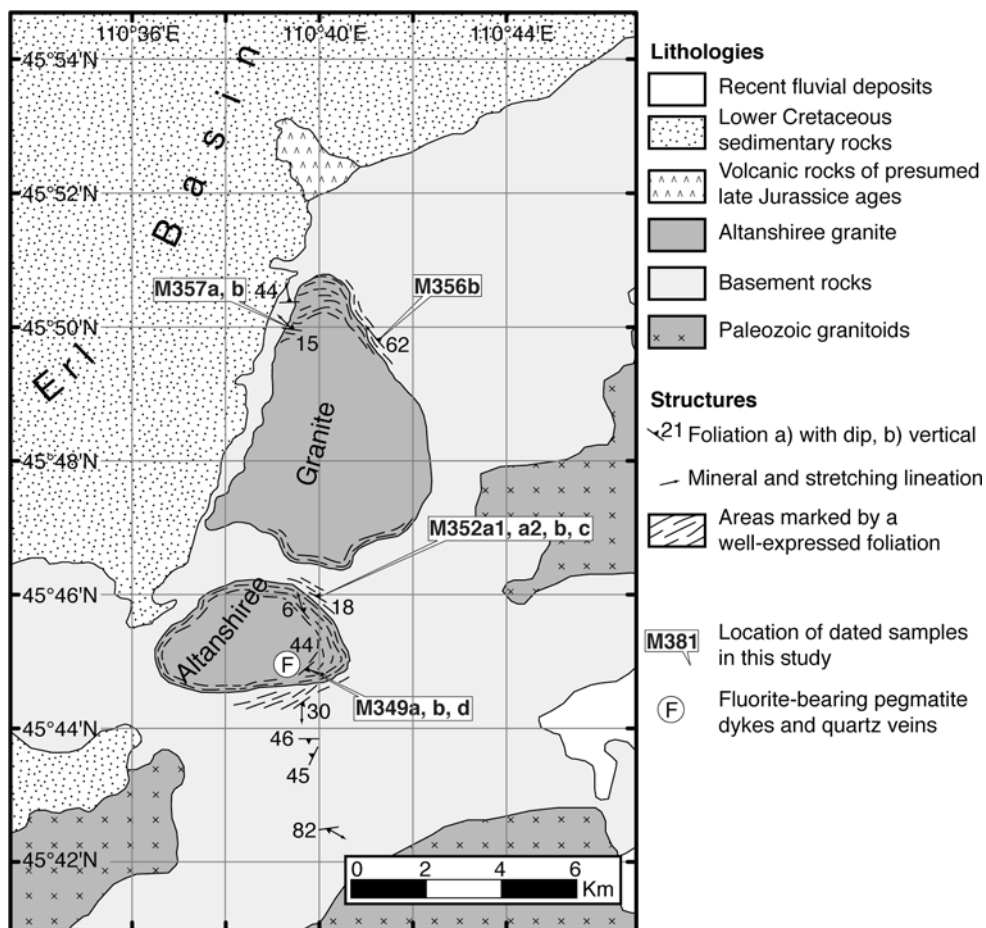 110°36'E
110°40'E
110°44'E
45°54'N
45°52'N
45°50'N
45°48'N
45°46'N
45°44'N
45°42'N
Erl Basin
M357a, b
44
M356b
15
62
Granite
M352a1, a2, b, c
Altanshiree
6
18
44
F
M349a, b, d
30
46
45
82
0 2 4 6
Km
Lithologies
Recent fluvial deposits
Lower Cretaceous
sedimentary rocks
Volcanic rocks of presumed
late Jurassice ages
Altanshiree granite
Basement rocks
Paleozoic granitoids
Structures
21 Foliation a) with dip, b) vertical
Mineral and stretching lineation
Areas marked by a
well-expressed foliation
M381
Location of dated samples
in this study
F
Fluorite-bearing pegmatite
dykes and quartz veins